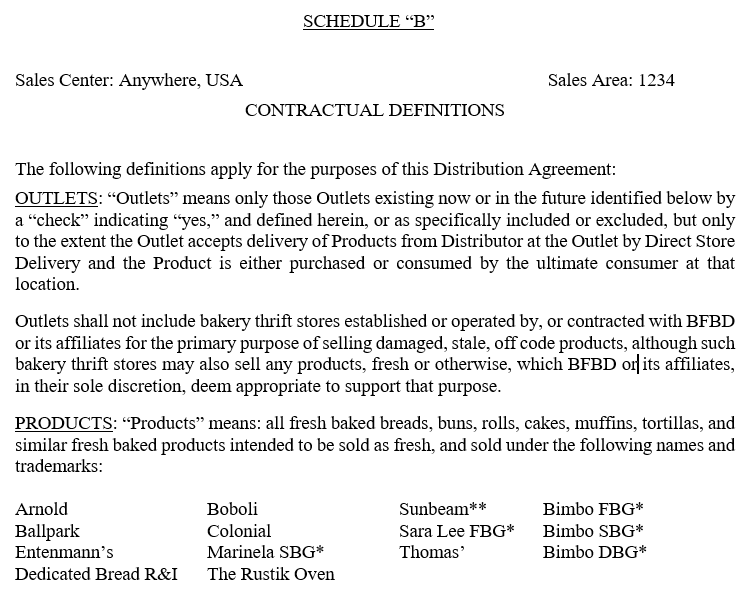 SCHEDULE “B”
Sales Center: Anywhere, USA Sales Area: 1234
CONTRACTUAL DEFINITIONS
The following definitions apply for the purposes of this Distribution Agreement:
OUTLETS: “Outlets” means only those Outlets existing now or in the future identified below by
a “check” indicating “yes,” and defined herein, or as specifically included or excluded, but only
to the extent the Outlet accepts delivery of Products from Distributor at the Outlet by Direct Store
Delivery and the Product is either purchased or consumed by the ultimate consumer at that
location.
Outlets shall not include bakery thrift stores established or operated by, or contracted with BFBD
or its affiliates for the primary purpose of selling damaged, stale, off code products, although such
bakery thrift stores may also sell any products, fresh or otherwise, which BFBD or its affiliates,
in their sole discretion, deem appropriate to support that purpose.
PRODUCTS: “Products” means: all fresh baked breads, buns, rolls, cakes, muffins, tortillas, and
similar fresh baked products intended to be sold as fresh, and sold under the following names and
trademarks:
Arnold Boboli Sunbeam** Bimbo FBG*
Ballpark Colonial Sara Lee FBG* Bimbo SBG*
Entenmann’s Marinela SBG* Thomas’ Bimbo DBG*
Dedicated Bread R&I The Rustik Oven